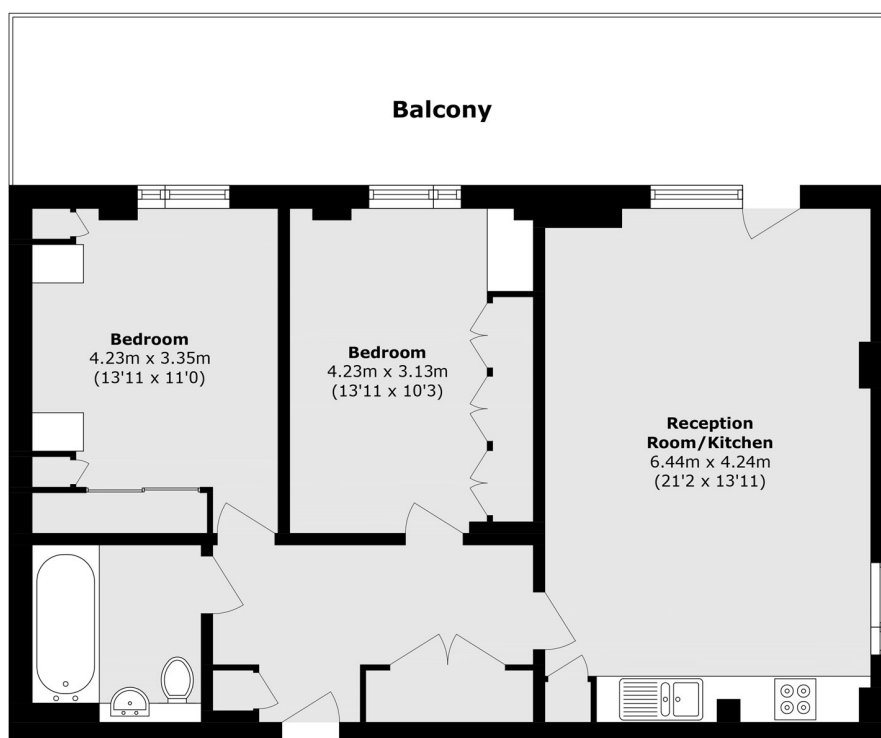 Balcony
Bedroom
4.23m x 3.35m
(13'11 x 11'0)
Bedroom
4.23m x 3.13m
(13'11 x 10'3)
Reception
Room/Kitchen
6.44m x 4.24m
(21'2 x 13'11)